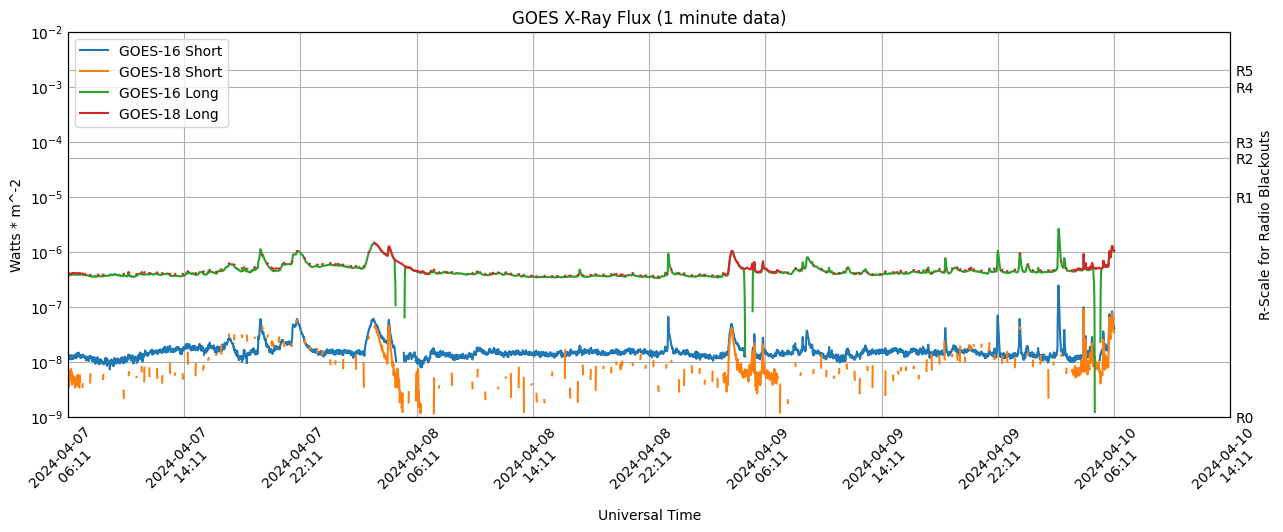 GOES X-Ray Flux (1 minute data)
GOES-16 Short
GOES-18 Short
GOES-16 Long
GOES-18 Long
10^-2
10^-3
10^-4
10^-5
10^-6
10^-7
10^-8
10^-9
Watts * m^-2
R5
R4
R3
R2
R1
R0
R-Scale for Radio Blackouts
2024-04-07
06:11
2024-04-07
14:11
2024-04-07
22:11
2024-04-08
06:11
2024-04-08
14:11
2024-04-08
22:11
2024-04-09
06:11
2024-04-09
14:11
2024-04-09
22:11
2024-04-10
06:11
2024-04-10
14:11
Universal Time